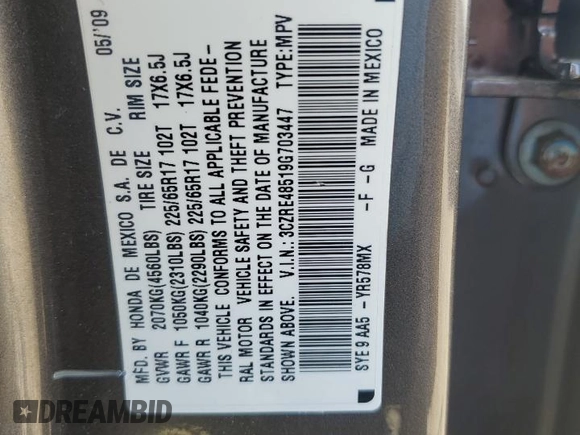 MFD. BY HONDA DE MEXICO S.A. DE C.V. 05/'09
GVWR 2070KG(4560LBS) TIRE SIZE RIM SIZE
GAWR F 1050KG(2310LBS) 225/65R17 102T 17X6.5J
GAWR R 1040KG(2290LBS) 225/65R17 102T 17X6.5J
THIS VEHICLE CONFORMS TO ALL APPLICABLE FEDE-
RAL MOTOR VEHICLE SAFETY AND THEFT PREVENTION
STANDARDS IN EFFECT ON THE DATE OF MANUFACTURE
SHOWN ABOVE. V.I.N.:3CZRE48519G703447 TYPE:MPV
SYE 9 AA5 -YR578MX -F -G MADE IN MEXICO
DREAMBID